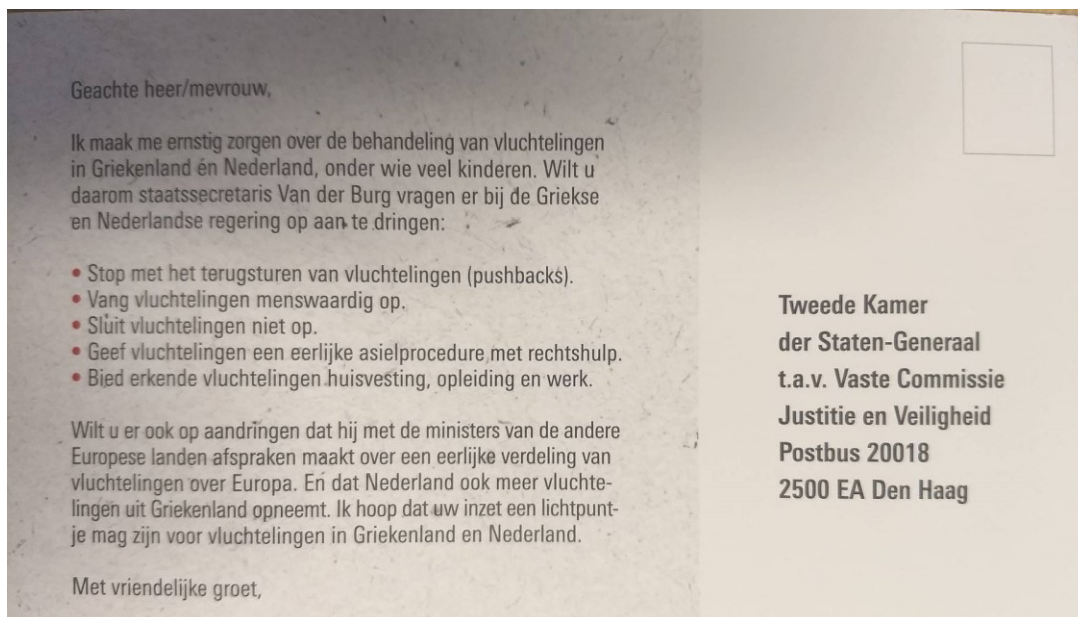 Geachte heer/mevrouw,
Ik maak me ernstig zorgen over de behandeling van vluchtelingen
in Griekenland én Nederland, onder wie veel kinderen. Wilt u
daarom staatssecretaris Van der Burg vragen er bij de Griekse
en Nederlandse regering op aan te dringen:
• Stop met het terugsturen van vluchtelingen (pushbacks).
• Vang vluchtelingen menswaardig op.
• Sluit vluchtelingen niet op.
• Geef vluchtelingen een eerlijke asielprocedure met rechtshulp.
• Bied erkende vluchtelingen huisvesting, opleiding en werk.
Wilt u er ook op aandringen dat hij met de ministers van de andere
Europese landen afspraken maakt over een eerlijke verdeling van
vluchtelingen over Europa. En dat Nederland ook meer vluchte-
lingen uit Griekenland opneemt. Ik hoop dat uw inzet een lichtpunt-
je mag zijn voor vluchtelingen in Griekenland en Nederland.
Met vriendelijke groet,
Tweede Kamer
der Staten-Generaal
t.a.v. Vaste Commissie
Justitie en Veiligheid
Postbus 20018
2500 EA Den Haag